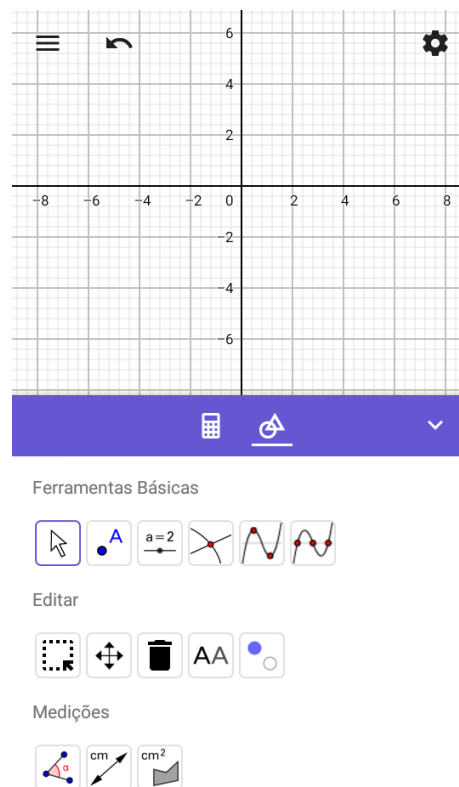 6
4
2
−8 −6 −4 −2 0 2 4 6 8
−2
−4
−6
Ferramentas Básicas
A a=2
Editar
AA
Medições
α cm cm²